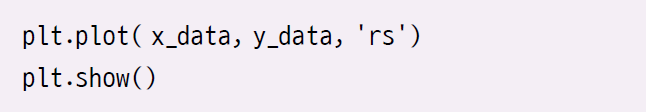 plt.plot( x_data, y_data, 'rs')
plt.show()